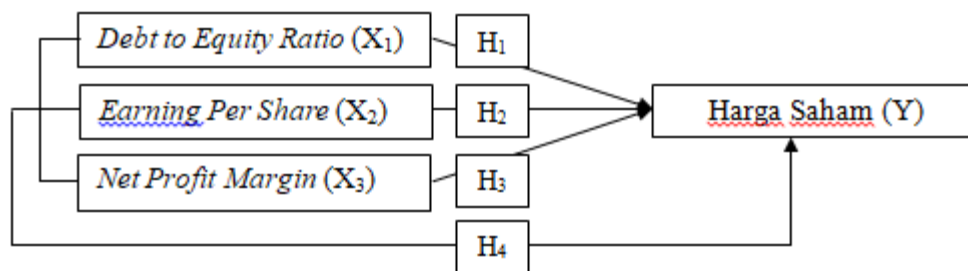 Debt to Equity Ratio (X₁)
H₁
Earning Per Share (X₂)
H₂
Harga Saham (Y)
Net Profit Margin (X₃)
H₃
H₄